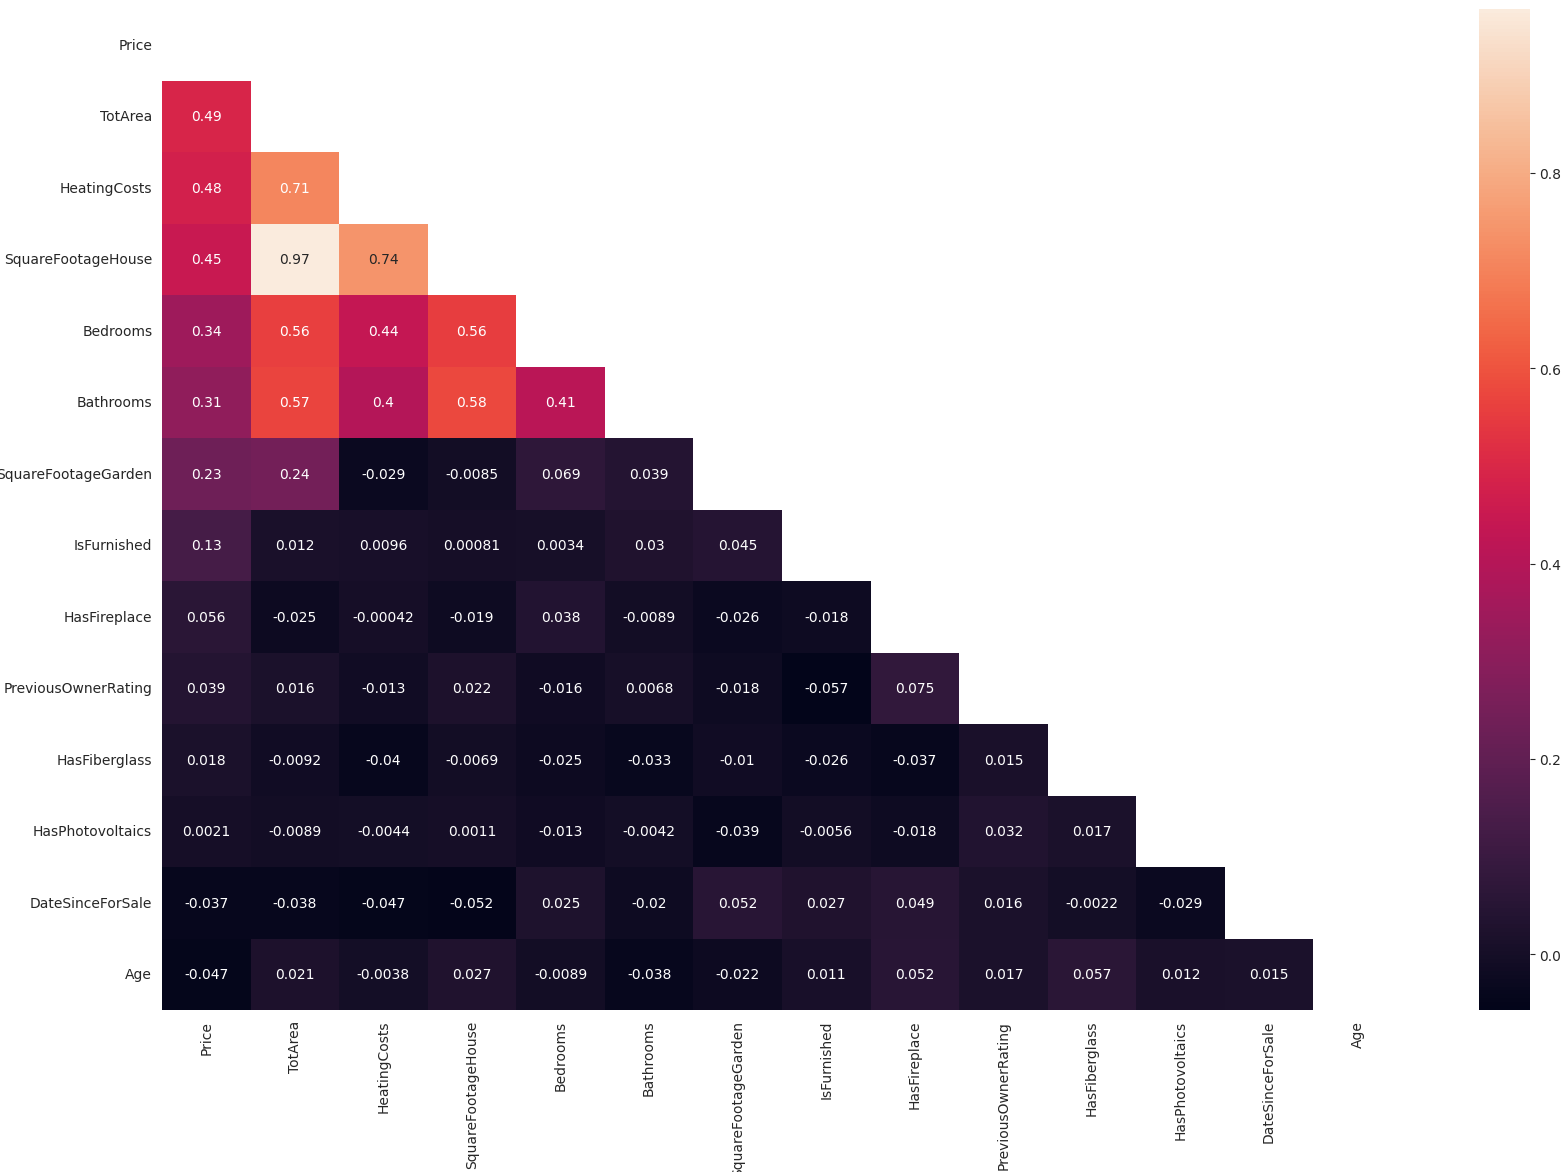 Price
TotArea 0.49
HeatingCosts 0.48 0.71
0.8
SquareFootageHouse 0.45 0.97 0.74
Bedrooms 0.34 0.56 0.44 0.56
0.6
Bathrooms 0.31 0.57 0.4 0.58 0.41
SquareFootageGarden 0.23 0.24 -0.029 -0.0085 0.069 0.039
IsFurnished 0.13 0.012 0.0096 0.00081 0.0034 0.03 0.045
0.4
HasFireplace 0.056 -0.025 -0.00042 -0.019 0.038 -0.0089 -0.026 -0.018
PreviousOwnerRating 0.039 0.016 -0.013 0.022 -0.016 0.0068 -0.018 -0.057 0.075
HasFiberglass 0.018 -0.0092 -0.04 -0.0069 -0.025 -0.033 -0.01 -0.026 -0.037 0.015
0.2
HasPhotovoltaics 0.0021 -0.0089 -0.0044 0.0011 -0.013 -0.0042 -0.039 -0.0056 -0.018 0.032 0.017
DateSinceForSale -0.037 -0.038 -0.047 -0.052 0.025 -0.02 0.052 0.027 0.049 0.016 -0.0022 -0.029
0.0
Age -0.047 0.021 -0.0038 0.027 -0.0089 -0.038 -0.022 0.011 0.052 0.017 0.057 0.012 0.015
Price
TotArea
HeatingCosts
SquareFootageHouse
Bedrooms
Bathrooms
SquareFootageGarden
IsFurnished
HasFireplace
PreviousOwnerRating
HasFiberglass
HasPhotovoltaics
DateSinceForSale
Age